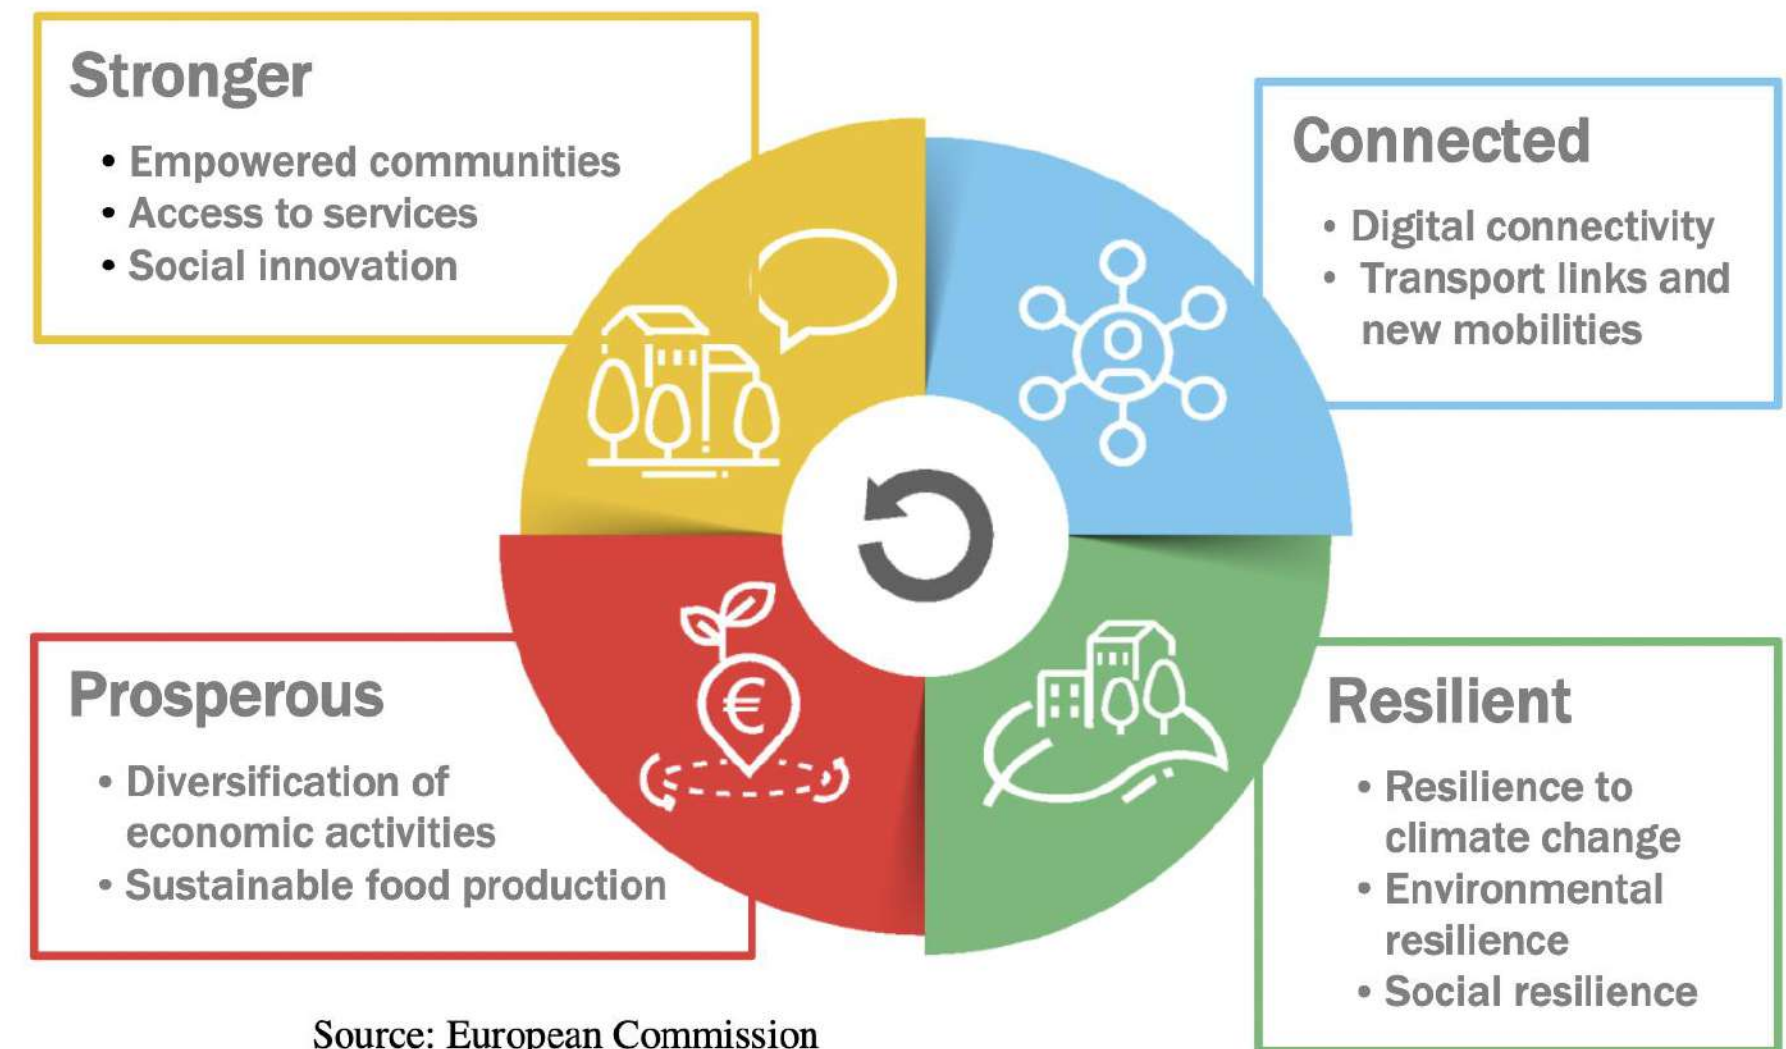 Stronger
• Empowered communities
• Access to services
• Social innovation
Connected
• Digital connectivity
• Transport links and
new mobilities
Prosperous
• Diversification of
economic activities
• Sustainable food production
€
Resilient
• Resilience to
climate change
• Environmental
resilience
• Social resilience
Source: European Commission